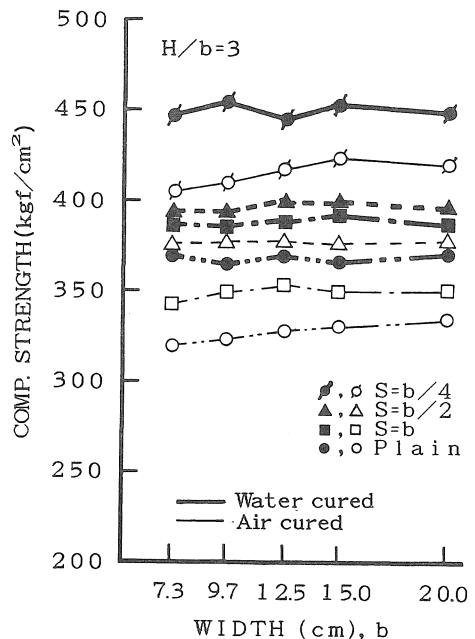 H/b=3
COMP. STRENGTH(kgf/cm²)
500
450
400
350
300
250
200
, S=b/4
, S=b/2
, S=b
, Plain
Water cured
Air cured
7.3 9.7 12.5 15.0 20.0
WIDTH (cm), b